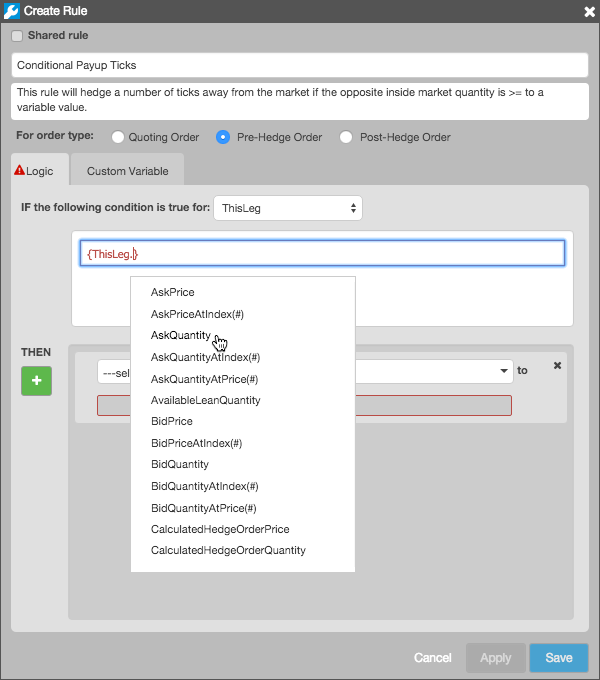 Create Rule
Shared rule
Conditional Payup Ticks
This rule will hedge a number of ticks away from the market if the opposite inside market quantity is >= to a
variable value.
For order type: Quoting Order Pre-Hedge Order Post-Hedge Order
Logic Custom Variable
IF the following condition is true for: ThisLeg
{ThisLeg.}
AskPrice
AskPriceAtIndex(#)
AskQuantity
AskQuantityAtIndex(#)
AskQuantityAtPrice(#)
AvailableLeanQuantity
BidPrice
BidPriceAtIndex(#)
BidQuantity
BidQuantityAtIndex(#)
BidQuantityAtPrice(#)
CalculatedHedgeOrderPrice
CalculatedHedgeOrderQuantity
THEN
---sel to
Cancel Apply Save